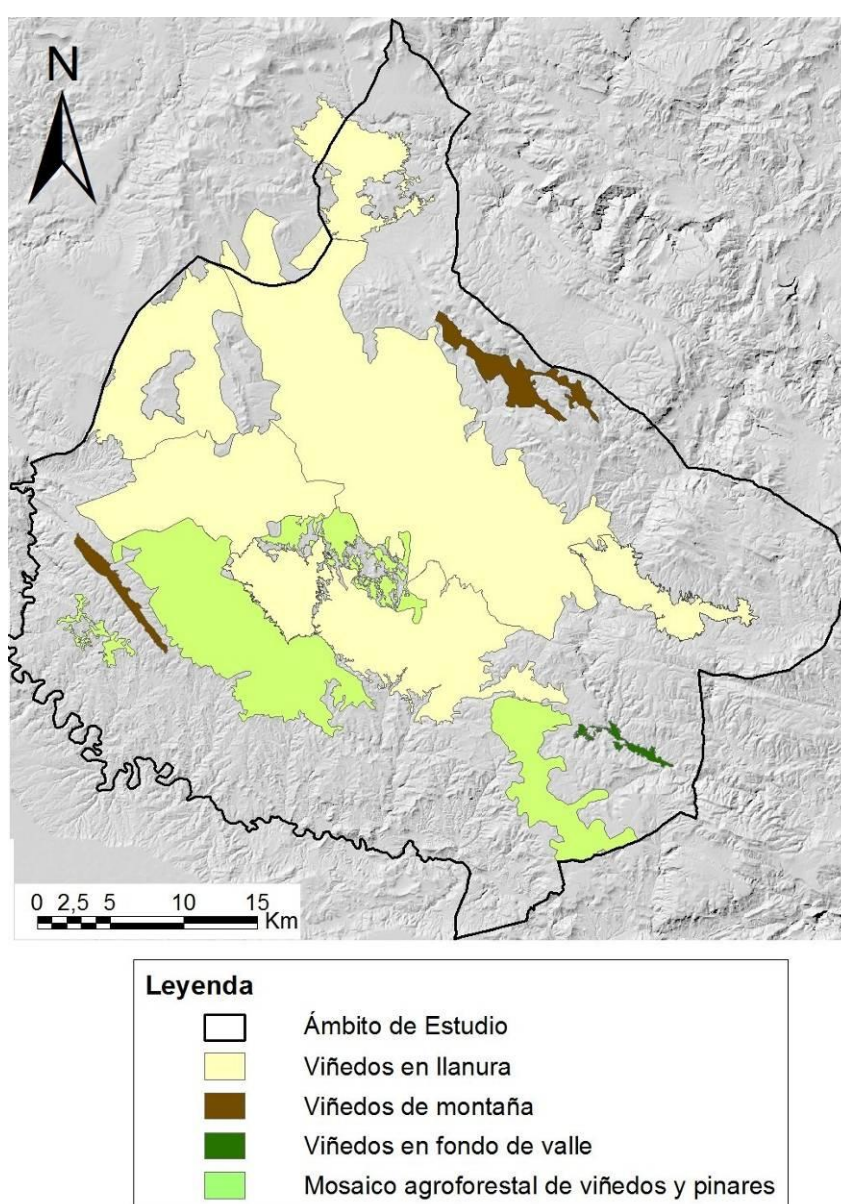 N
0 2,5 5 10 15
Km
Leyenda
Ámbito de Estudio
Viñedos en llanura
Viñedos de montaña
Viñedos en fondo de valle
Mosaico agroforestal de viñedos y pinares